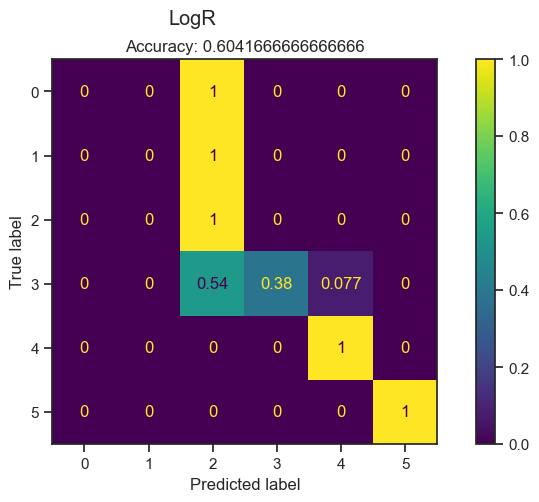 LogR
Accuracy: 0.6041666666666666
True label
0 0 0 1 0 0 0
1 0 0 1 0 0 0
2 0 0 1 0 0 0
3 0 0 0.54 0.38 0.077 0
4 0 0 0 0 1 0
5 0 0 0 0 0 1
0 1 2 3 4 5
Predicted label
1.0
0.8
0.6
0.4
0.2
0.0